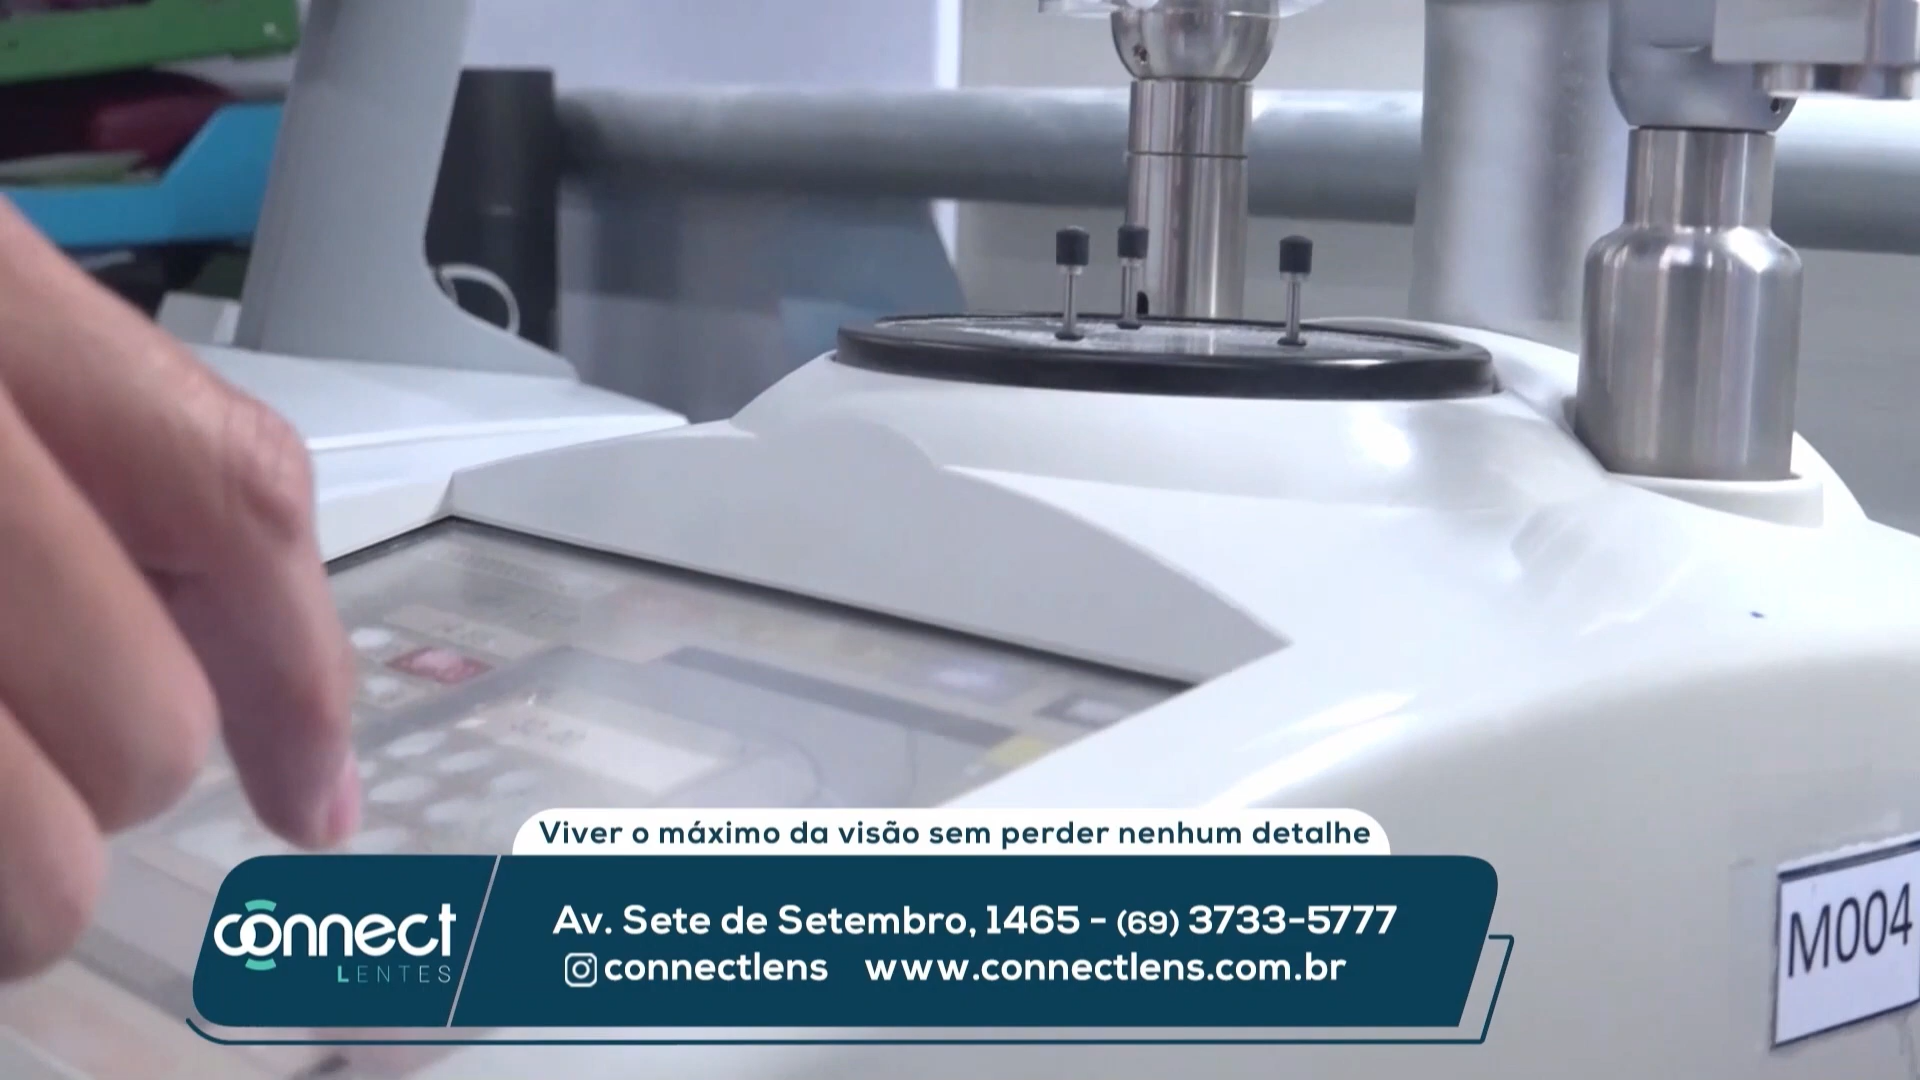 Viver o máximo da visão sem perder nenhum detalhe
connect
LENTES
Av. Sete de Setembro, 1465 - (69) 3733-5777
connectlens www.connectlens.com.br
M004